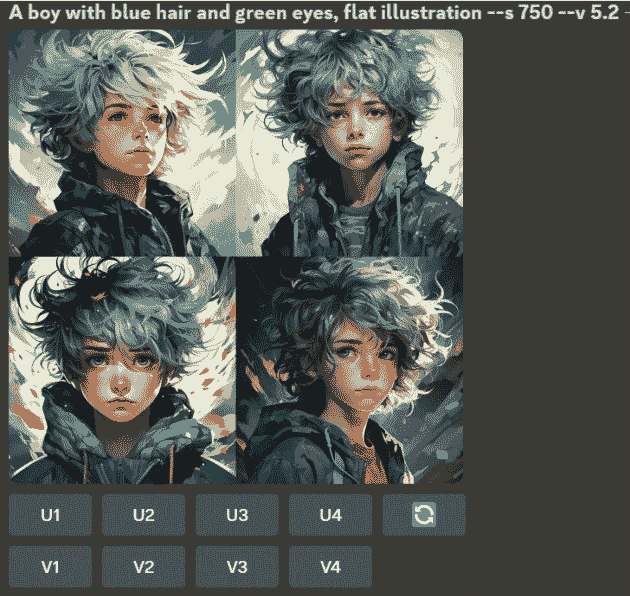 A boy with blue hair and green eyes, flat illustration --s 750 --v 5.2 -
U1 U2 U3 U4
V1 V2 V3 V4